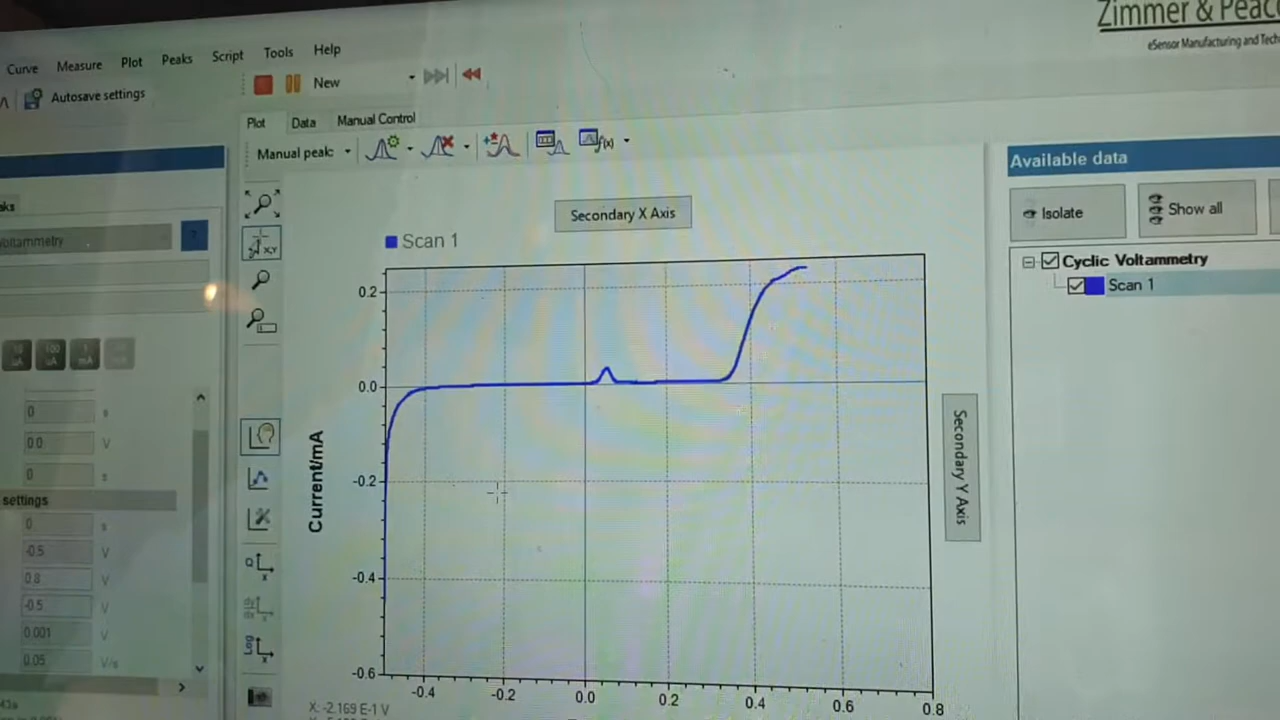 Zimmer & Peac
eSensor Manufacturing and Tech
Curve Measure Plot Peaks Script Tools Help
Autosave settings
New
Plot Data Manual Control
Manual peak:
Available data
Isolate
Show all
Secondary X Axis
Scan 1
Cyclic Voltammetry
Scan 1
Secondary Y Axis
Current/mA
0.2
0.0
-0.2
-0.4
-0.6
-0.4 -0.2 0.0 0.2 0.4 0.6 0.8
X: -2.169 E-1 V
100 µA
1 mA
0 s
0.0 V
0 s
settings
0 s
-0.5 V
0.8 V
-0.5 V
0.001 V
0.05 V/s